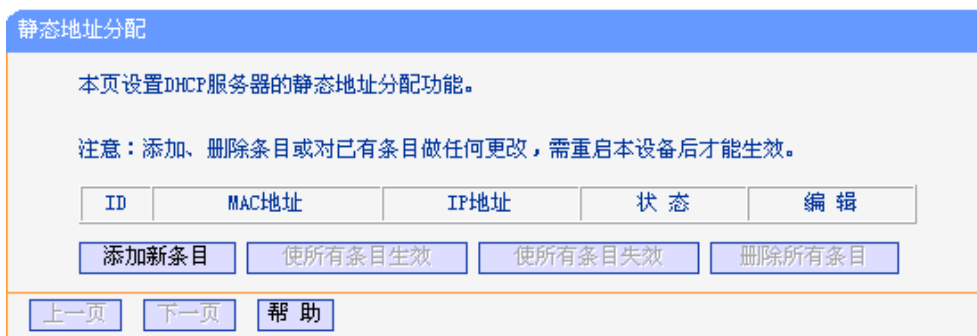 静态地址分配
本页设置DHCP服务器的静态地址分配功能。
注意：添加、删除条目或对已有条目做任何更改，需重启本设备后才能生效。
ID MAC地址 IP地址 状 态 编 辑
添加新条目 使所有条目生效 使所有条目失效 删除所有条目
上一页 下一页 帮 助